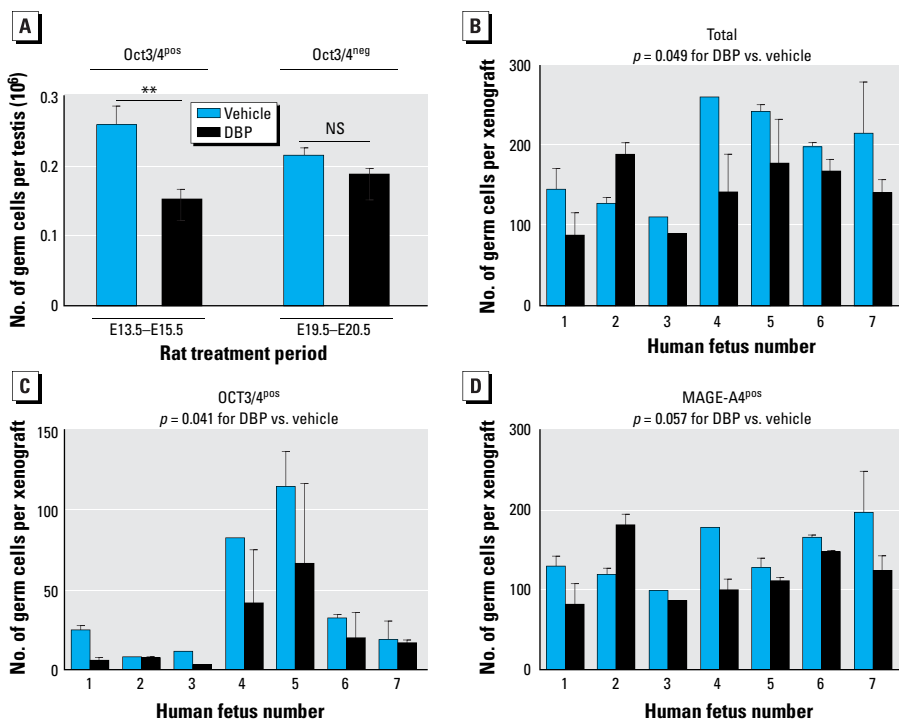 A
Oct3/4pos
Oct3/4neg
No. of germ cells per testis (10⁶)
0.3
0.2
0.1
0
**
NS
Vehicle
DBP
E13.5–E15.5
E19.5–E20.5
Rat treatment period
B
Total
p = 0.049 for DBP vs. vehicle
No. of germ cells per xenograft
300
200
100
0
1 2 3 4 5 6 7
Human fetus number
C
OCT3/4pos
p = 0.041 for DBP vs. vehicle
No. of germ cells per xenograft
150
100
50
0
1 2 3 4 5 6 7
Human fetus number
D
MAGE-A4pos
p = 0.057 for DBP vs. vehicle
No. of germ cells per xenograft
300
200
100
0
1 2 3 4 5 6 7
Human fetus number